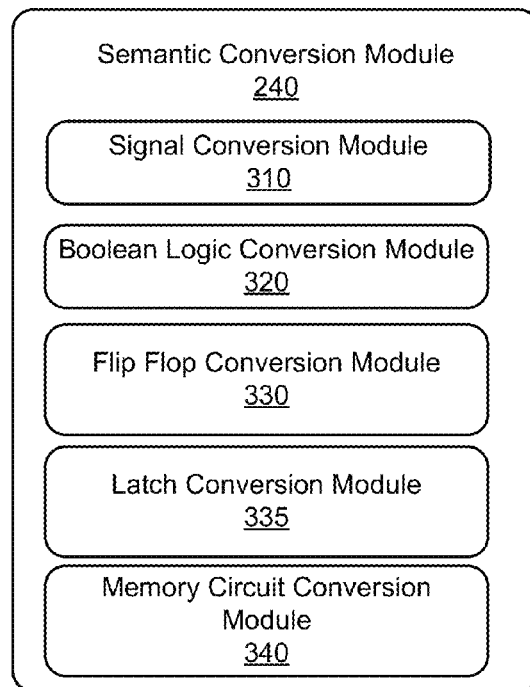 Semantic Conversion Module
240
Signal Conversion Module
310
Boolean Logic Conversion Module
320
Flip Flop Conversion Module
330
Latch Conversion Module
335
Memory Circuit Conversion
Module
340